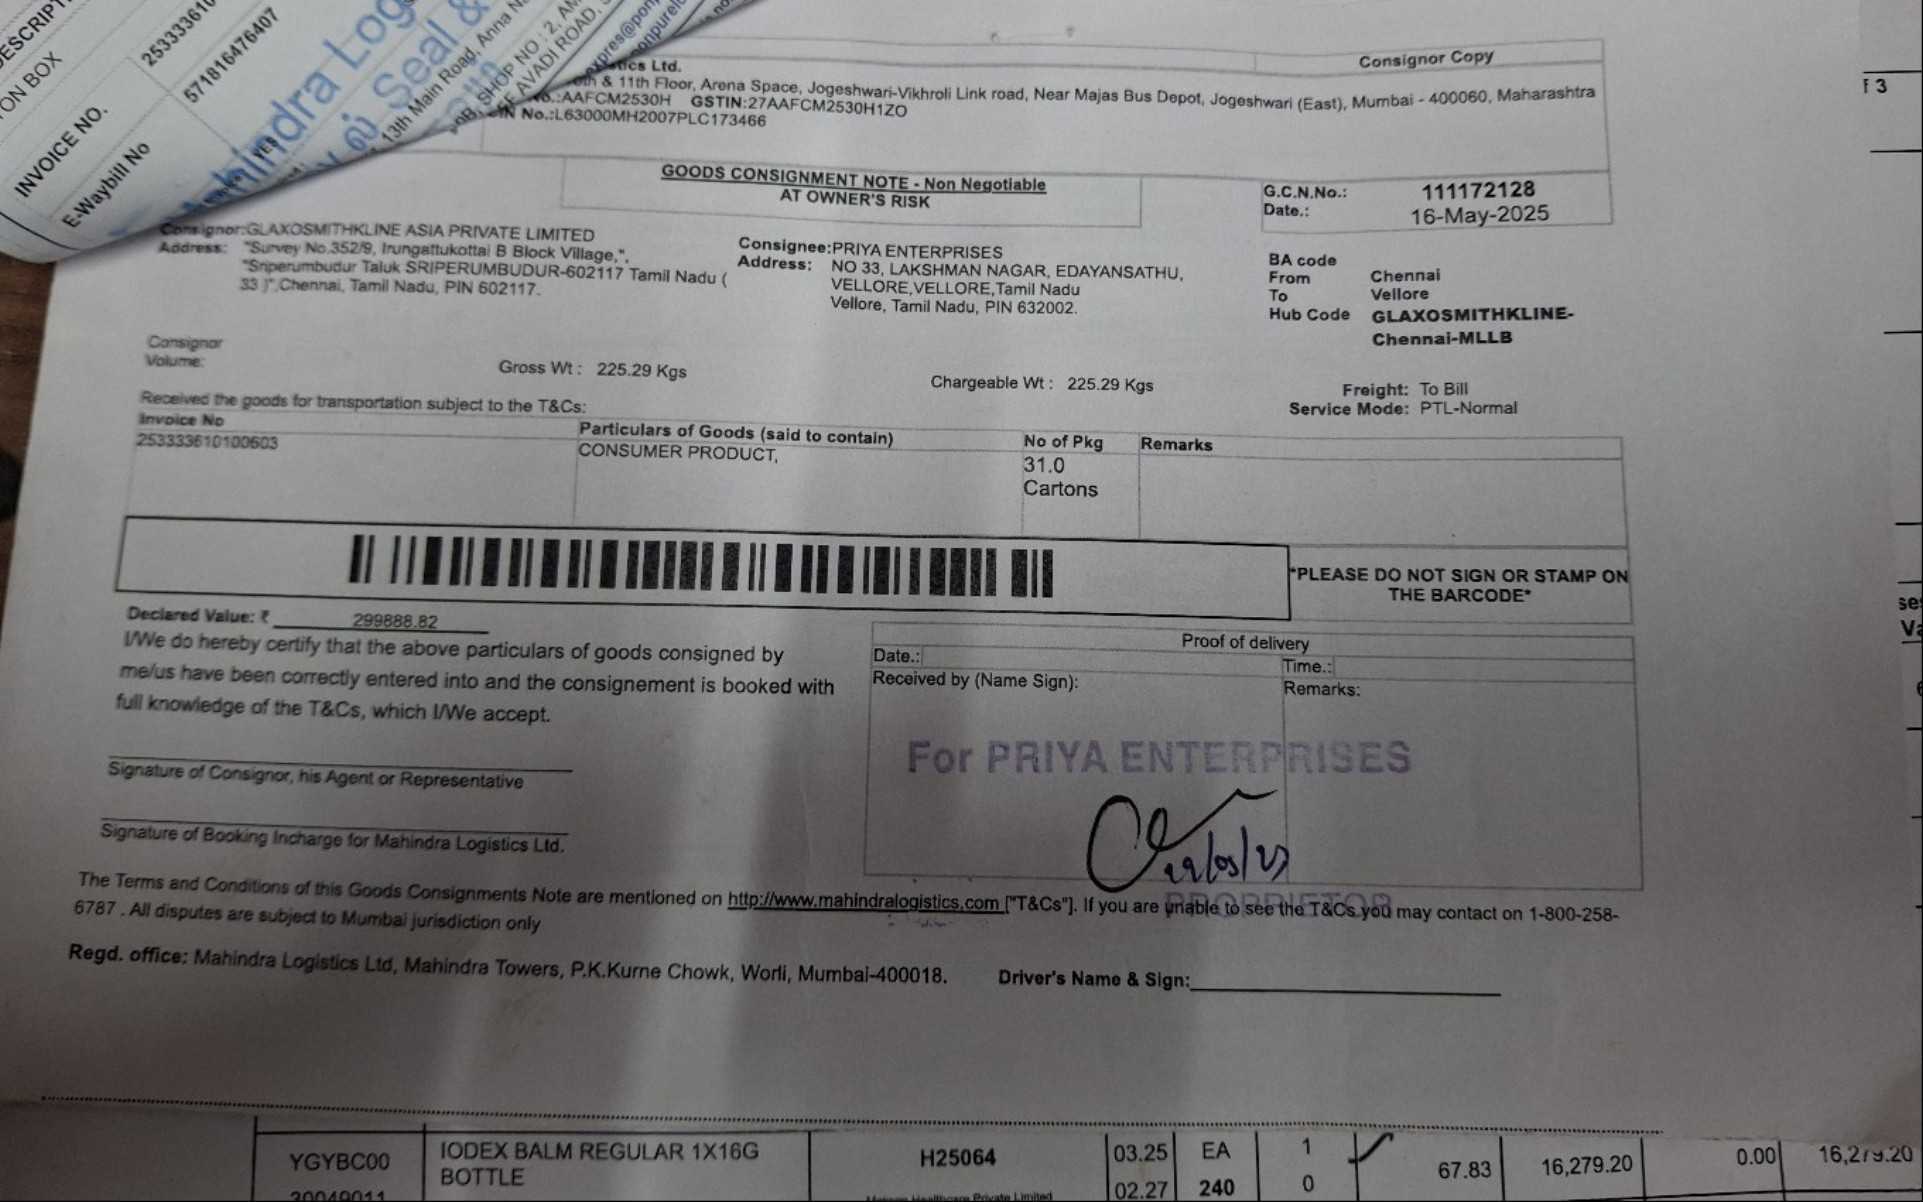 DESCRIPT
ON BOX
INVOICE NO.
2533361
E-Waybill No
571816476407
YES
Mahindra Log
Seal &
13th Main Road, Anna
SHOP NO : 2,
AVADI ROAD,
tics Ltd.
Consignor Copy
& 11th Floor, Arena Space, Jogeshwari-Vikhroli Link road, Near Majas Bus Depot, Jogeshwari (East), Mumbai - 400060, Maharashtra
No.:AAFCM2530H GSTIN:27AAFCM2530H1ZO
IN No.:L63000MH2007PLC173466
f 3
GOODS CONSIGNMENT NOTE - Non Negotiable
AT OWNER'S RISK
G.C.N.No.: 111172128
Date.: 16-May-2025
Consignor:GLAXOSMITHKLINE ASIA PRIVATE LIMITED
Address: "Survey No.352/9, Irungattukottai B Block Village,",
"Sriperumbudur Taluk SRIPERUMBUDUR-602117 Tamil Nadu (
33 )",Chennai, Tamil Nadu, PIN 602117.
Consignee:PRIYA ENTERPRISES
Address: NO 33, LAKSHMAN NAGAR, EDAYANSATHU,
VELLORE,VELLORE,Tamil Nadu
Vellore, Tamil Nadu, PIN 632002.
BA code
From Chennai
To Vellore
Hub Code GLAXOSMITHKLINE-
Chennai-MLLB
Consignor
Volume:
Gross Wt : 225.29 Kgs
Chargeable Wt : 225.29 Kgs
Freight: To Bill
Service Mode: PTL-Normal
Received the goods for transportation subject to the T&Cs:
Invoice No Particulars of Goods (said to contain) No of Pkg Remarks
253333610100603 CONSUMER PRODUCT, 31.0
Cartons
*PLEASE DO NOT SIGN OR STAMP ON
THE BARCODE*
Declared Value: ₹ 299888.82
I/We do hereby certify that the above particulars of goods consigned by
me/us have been correctly entered into and the consignement is booked with
full knowledge of the T&Cs, which I/We accept.
Proof of delivery
Date.: Time.:
Received by (Name Sign): Remarks:
For PRIYA ENTERPRISES
PROPRIETOR
Signature of Consignor, his Agent or Representative
Signature of Booking Incharge for Mahindra Logistics Ltd.
The Terms and Conditions of this Goods Consignments Note are mentioned on http://www.mahindralogistics.com ["T&Cs"]. If you are unable to see the T&Cs you may contact on 1-800-258-
6787 . All disputes are subject to Mumbai jurisdiction only
Regd. office: Mahindra Logistics Ltd, Mahindra Towers, P.K.Kurne Chowk, Worli, Mumbai-400018. Driver's Name & Sign:
YGYBC00 IODEX BALM REGULAR 1X16G H25064 03.25 EA 1 67.83 16,279.20 0.00 16,279.20
30049011 BOTTLE 02.27 240 0